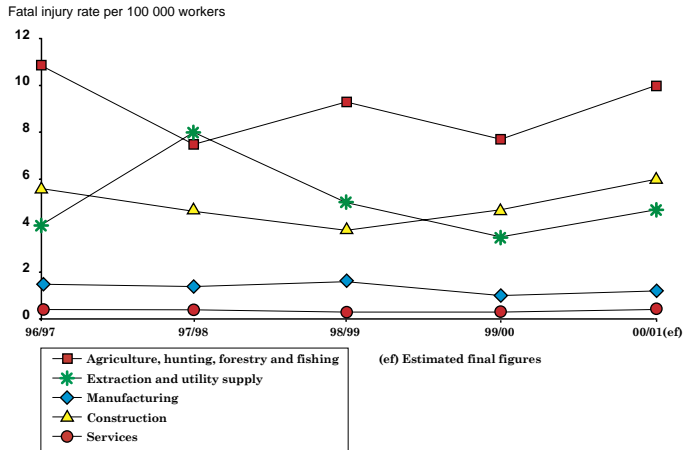 Fatal injury rate per 100 000 workers
12
10
8
6
4
2
0
96/97 97/98 98/99 99/00 00/01(ef)
Agriculture, hunting, forestry and fishing (ef) Estimated final figures
Extraction and utility supply
Manufacturing
Construction
Services